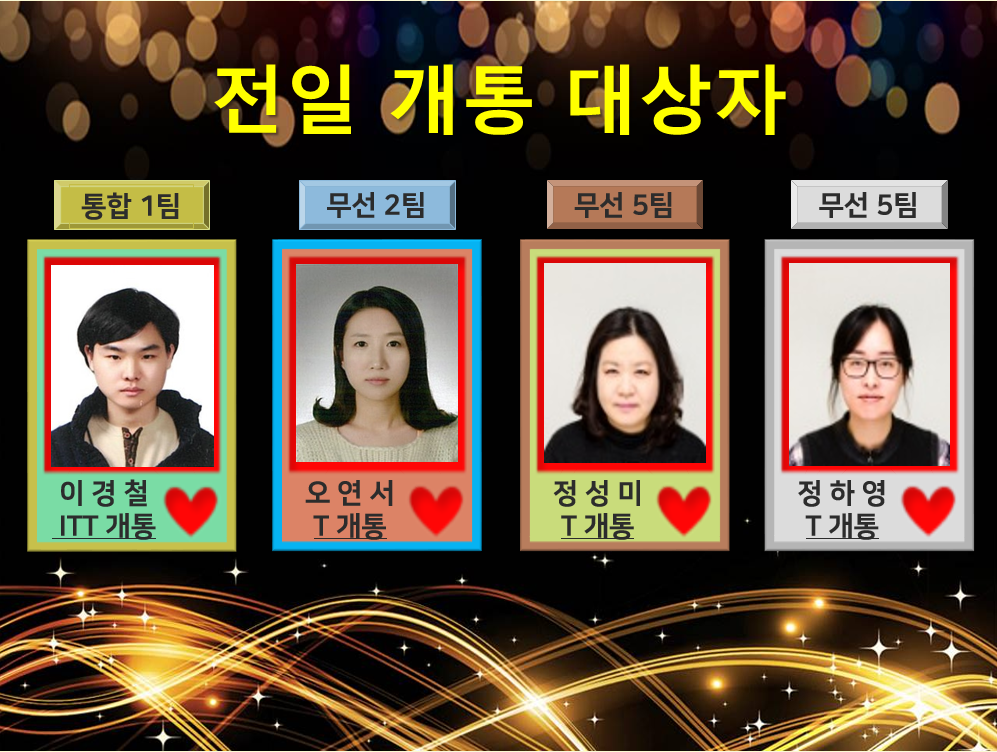 전일 개통 대상자
통합 1팀
무선 2팀
무선 5팀
무선 5팀
이 경 철
ITT 개통
오 연 서
T 개통
정 성 미
T 개통
정 하 영
T 개통